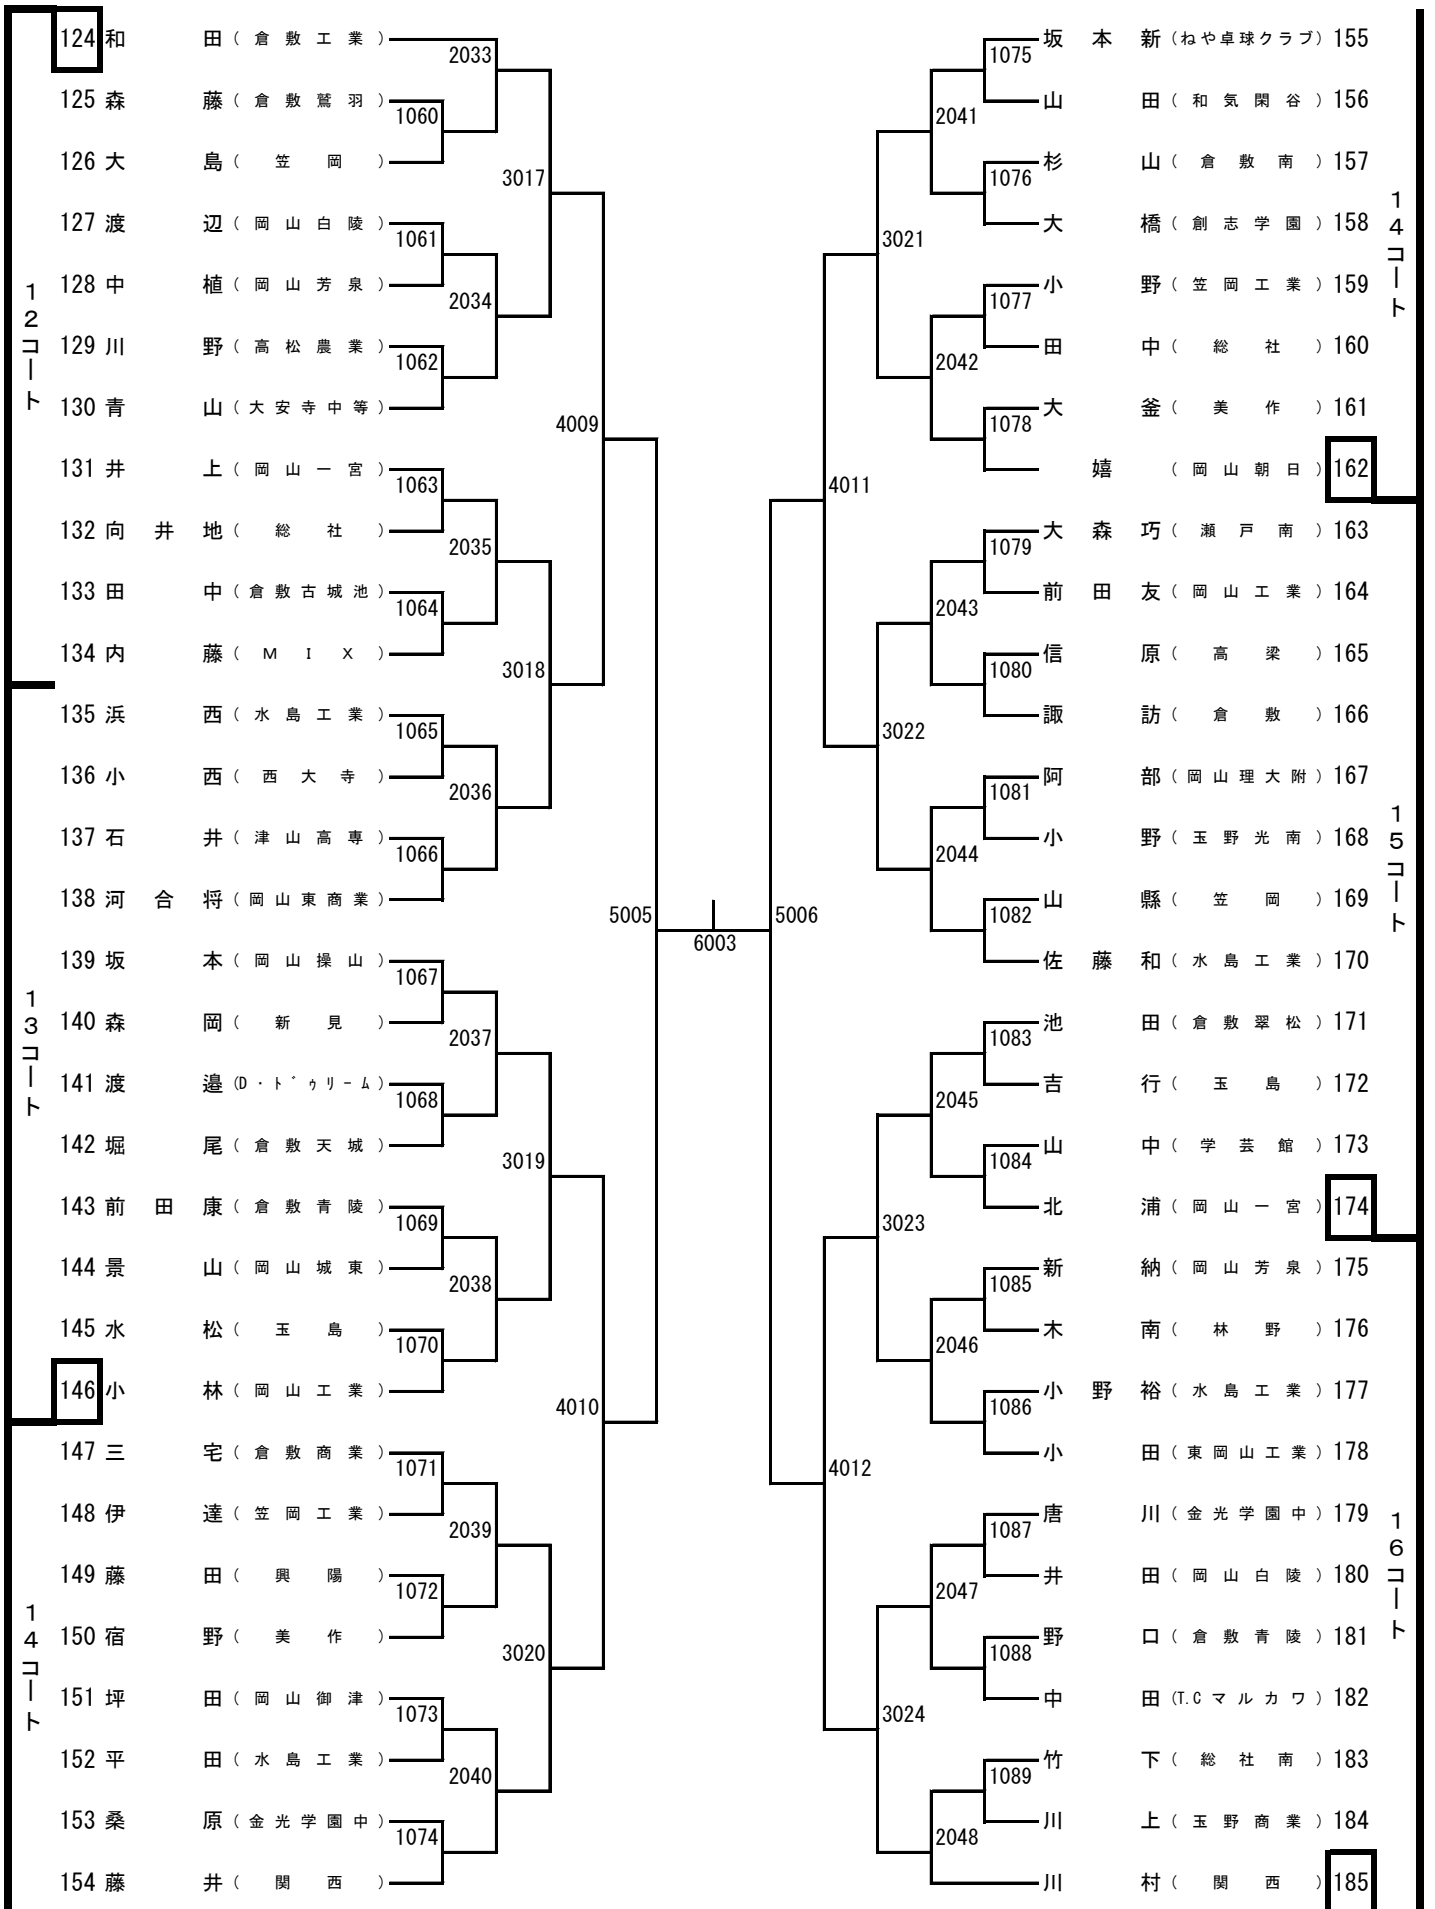 124 和 田 ( 倉 敷 工 業 )
125 森 藤 ( 倉 敷 鷲 羽 )
126 大 島 ( 笠 岡 )
127 渡 辺 ( 岡 山 白 陵 )
128 中 植 ( 岡 山 芳 泉 )
129 川 野 ( 高 松 農 業 )
130 青 山 ( 大 安 寺 中 等 )
131 井 上 ( 岡 山 一 宮 )
132 向 井 地 ( 総 社 )
133 田 中 ( 倉 敷 古 城 池 )
134 内 藤 ( M I X )
135 浜 西 ( 水 島 工 業 )
136 小 西 ( 西 大 寺 )
137 石 井 ( 津 山 高 専 )
138 河 合 将 ( 岡 山 東 商 業 )
139 坂 本 ( 岡 山 操 山 )
140 森 岡 ( 新 見 )
141 渡 邉 (D ・ ﾄ ﾞ ｩ ﾘ ｰ ﾑ )
142 堀 尾 ( 倉 敷 天 城 )
143 前 田 康 ( 倉 敷 青 陵 )
144 景 山 ( 岡 山 城 東 )
145 水 松 ( 玉 島 )
146 小 林 ( 岡 山 工 業 )
147 三 宅 ( 倉 敷 商 業 )
148 伊 達 ( 笠 岡 工 業 )
149 藤 田 ( 興 陽 )
150 宿 野 ( 美 作 )
151 坪 田 ( 岡 山 御 津 )
152 平 田 ( 水 島 工 業 )
153 桑 原 ( 金 光 学 園 中 )
154 藤 井 ( 関 西 )
12コート
13コート
14コート
1060
1061
1062
1063
1064
1065
1066
1067
1068
1069
1070
1071
1072
1073
1074
2033
2034
2035
2036
2037
2038
2039
2040
3017
3018
3019
3020
4009
4010
5005
6003
5006
4011
4012
3021
3022
3023
3024
2041
2042
2043
2044
2045
2046
2047
2048
1075
1076
1077
1078
1079
1080
1081
1082
1083
1084
1085
1086
1087
1088
1089
坂 本 新 (ねや卓球クラブ) 155
山 田 ( 和 気 閑 谷 ) 156
杉 山 ( 倉 敷 南 ) 157
大 橋 ( 創 志 学 園 ) 158
小 野 ( 笠 岡 工 業 ) 159
田 中 ( 総 社 ) 160
大 釜 ( 美 作 ) 161
嬉 ( 岡 山 朝 日 ) 162
大 森 巧 ( 瀬 戸 南 ) 163
前 田 友 ( 岡 山 工 業 ) 164
信 原 ( 高 梁 ) 165
諏 訪 ( 倉 敷 ) 166
阿 部 ( 岡 山 理 大 附 ) 167
小 野 ( 玉 野 光 南 ) 168
山 縣 ( 笠 岡 ) 169
佐 藤 和 ( 水 島 工 業 ) 170
池 田 ( 倉 敷 翠 松 ) 171
吉 行 ( 玉 島 ) 172
山 中 ( 学 芸 館 ) 173
北 浦 ( 岡 山 一 宮 ) 174
新 納 ( 岡 山 芳 泉 ) 175
木 南 ( 林 野 ) 176
小 野 裕 ( 水 島 工 業 ) 177
小 田 ( 東 岡 山 工 業 ) 178
唐 川 ( 金 光 学 園 中 ) 179
井 田 ( 岡 山 白 陵 ) 180
野 口 ( 倉 敷 青 陵 ) 181
中 田 (T.C マ ル カ ワ ) 182
竹 下 ( 総 社 南 ) 183
川 上 ( 玉 野 商 業 ) 184
川 村 ( 関 西 ) 185
14コート
15コート
16コート